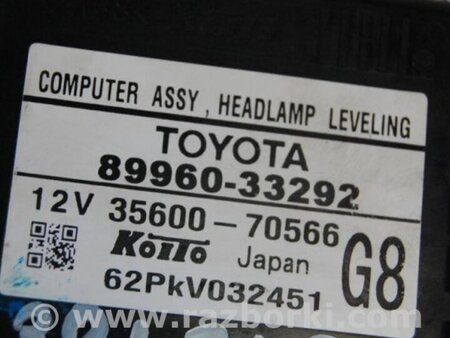 COMPUTER ASSY, HEADLAMP LEVELING
TOYOTA
89960-33292
12V 35600-70566
KOITO Japan G8
62PkV032451
© www.razborki.com